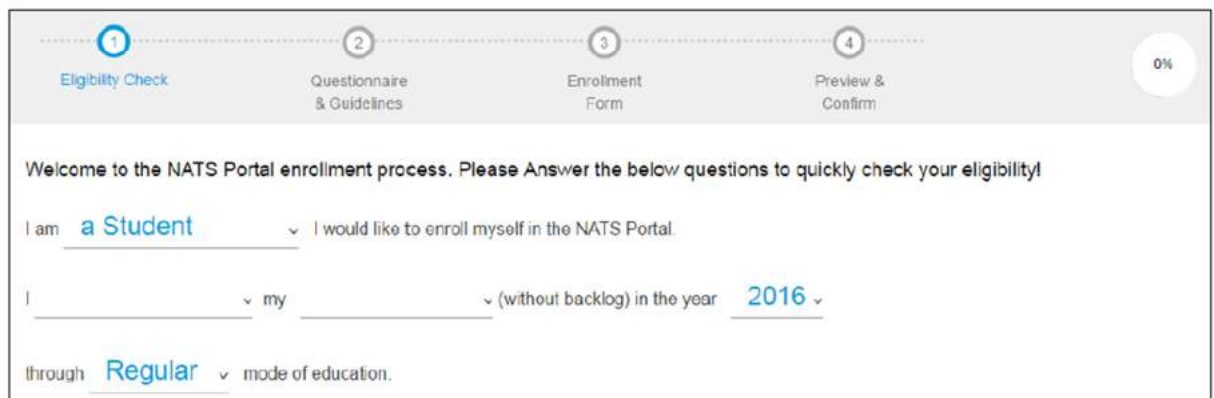 1 2 3 4
0%
Eligibility Check Questionnaire Enrollment Preview &
& Guidelines Form Confirm
Welcome to the NATS Portal enrollment process. Please Answer the below questions to quickly check your eligibility!
I am a Student I would like to enroll myself in the NATS Portal.
I my (without backlog) in the year 2016
through Regular mode of education.